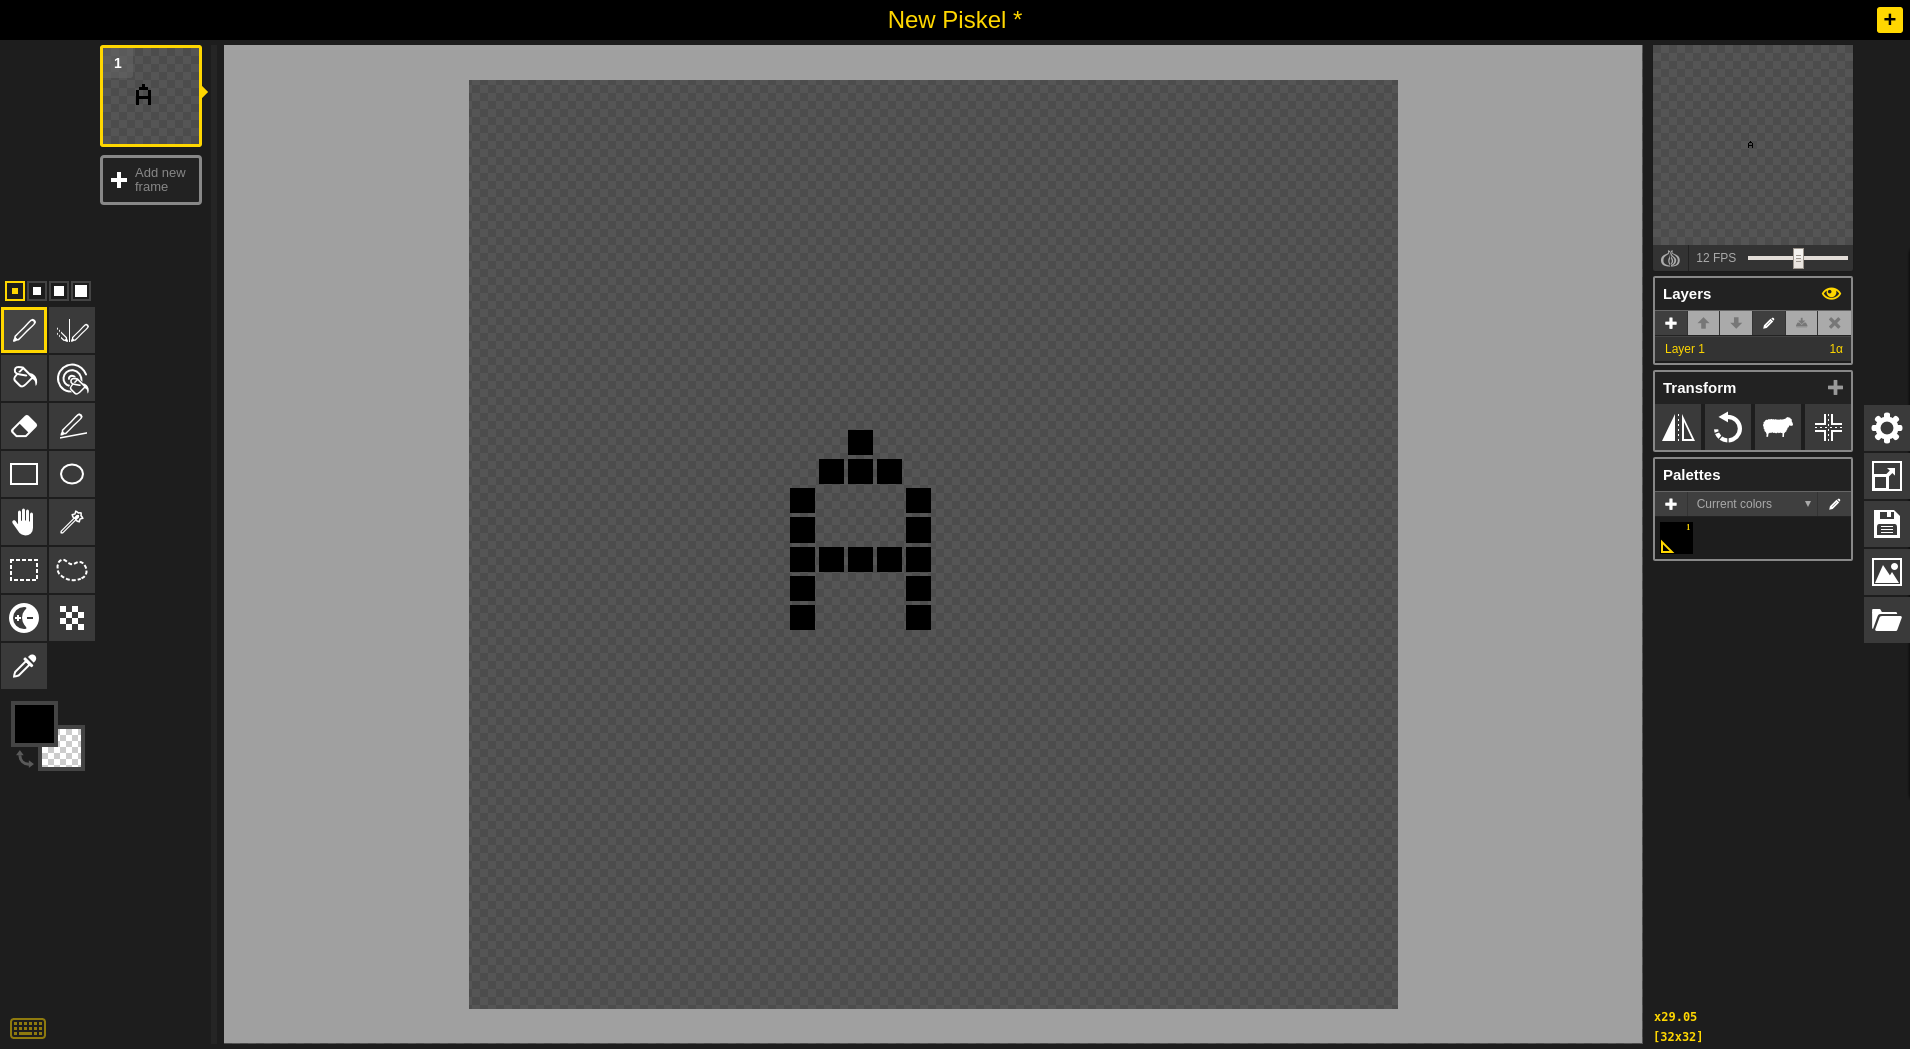 New Piskel *
+
1
Add new
frame
A
12 FPS
Layers
Layer 1
1α
Transform
Palettes
Current colors
1
x29.05
[32x32]